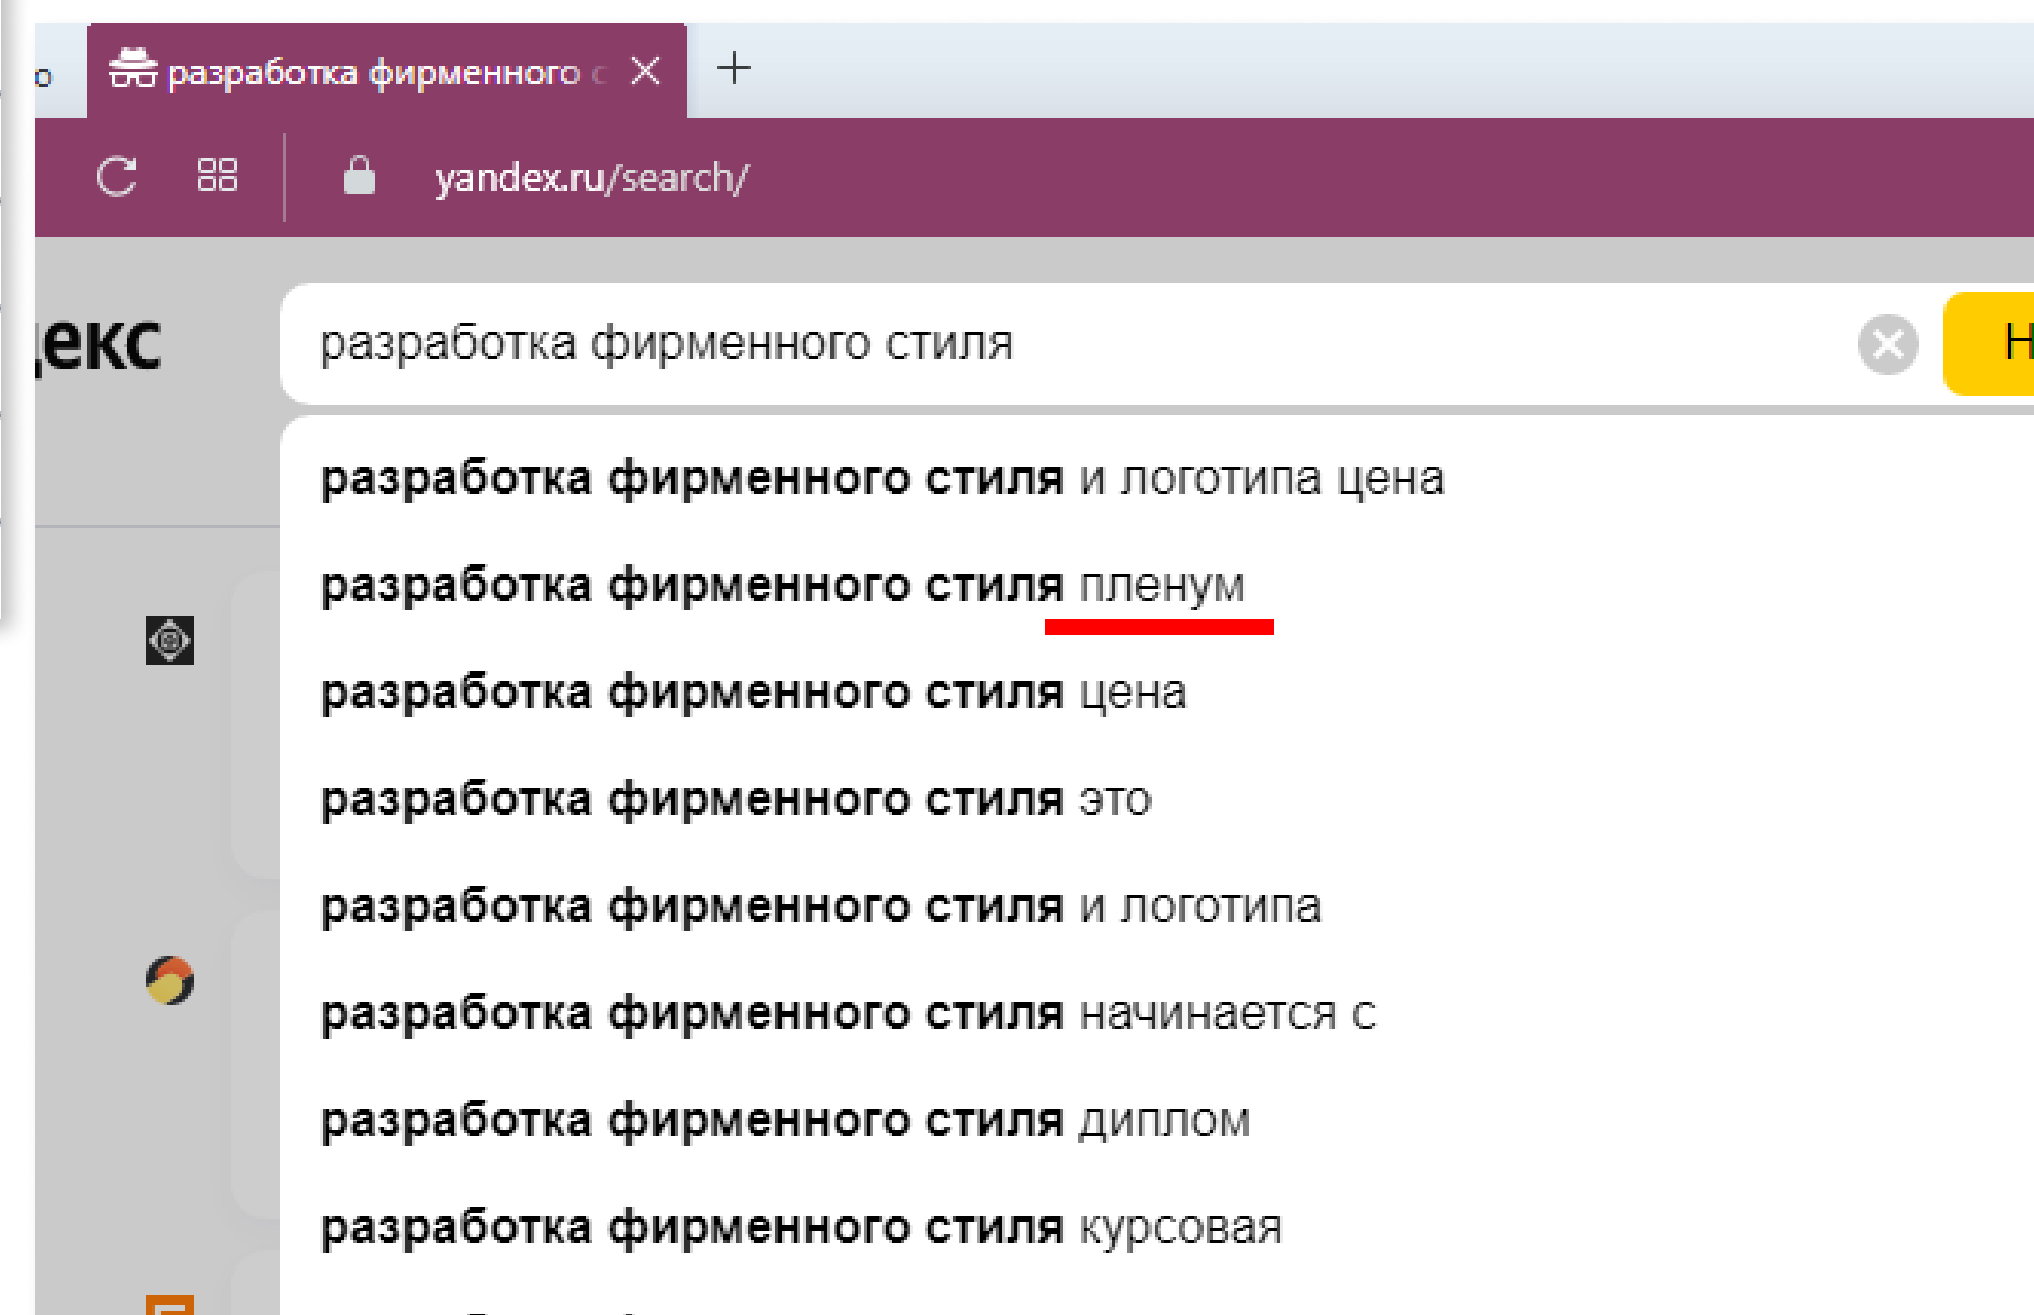 о разработка фирменного с
yandex.ru/search/
декс разработка фирменного стиля Н
разработка фирменного стиля и логотипа цена
разработка фирменного стиля пленум
разработка фирменного стиля цена
разработка фирменного стиля это
разработка фирменного стиля и логотипа
разработка фирменного стиля начинается с
разработка фирменного стиля диплом
разработка фирменного стиля курсовая